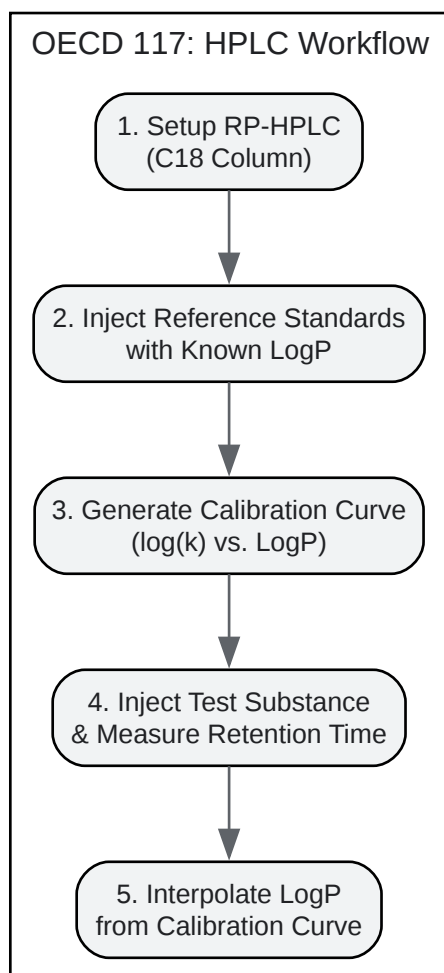 OECD 117: HPLC Workflow
1. Setup RP-HPLC
(C18 Column)
2. Inject Reference Standards
with Known LogP
3. Generate Calibration Curve
(log(k) vs. LogP)
4. Inject Test Substance
& Measure Retention Time
5. Interpolate LogP
from Calibration Curve